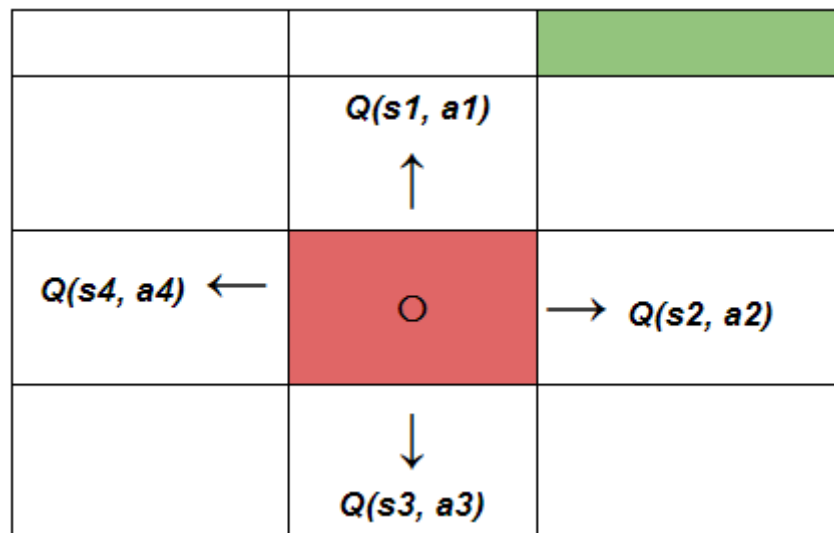 Q(s1, a1)
Q(s4, a4)
Q(s2, a2)
Q(s3, a3)